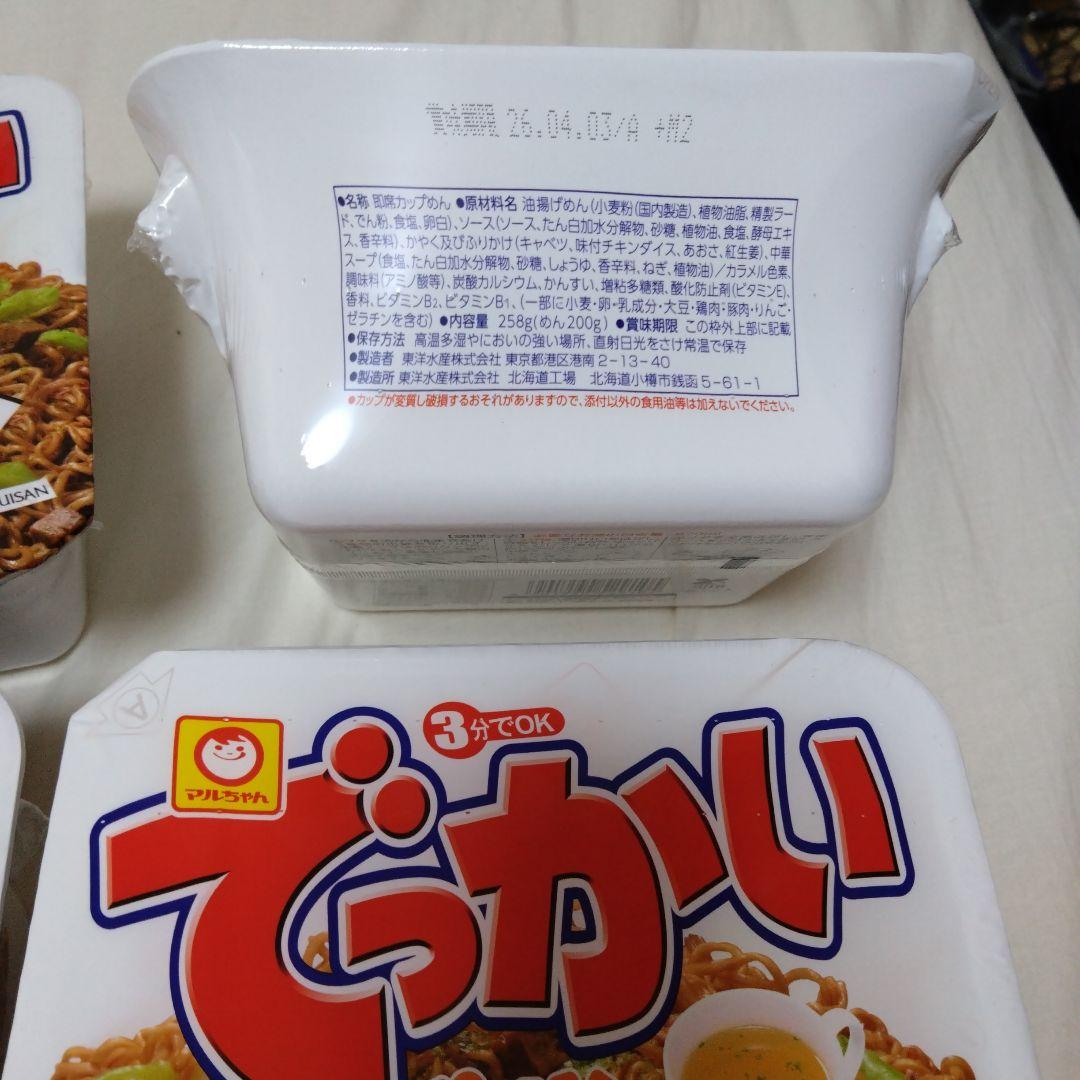 賞味期限 26.04.03/A +M2
●名称 即席カップめん ●原材料名 油揚げめん(小麦粉(国内製造)、植物油脂、精製ラー
ド、でん粉、食塩、卵白)、ソース(ソース、たん白加水分解物、砂糖、植物油、食塩、酵母エキ
ス、香辛料)、かやく及びふりかけ(キャベツ、味付チキンダイス、あおさ、紅生姜)、中華
スープ(食塩、たん白加水分解物、砂糖、しょうゆ、香辛料、ねぎ、植物油)/カラメル色素、
調味料(アミノ酸等)、炭酸カルシウム、かんすい、増粘多糖類、酸化防止剤(ビタミンE)、
香料、ビタミンB2、ビタミンB1、(一部に小麦・卵・乳成分・大豆・鶏肉・豚肉・りんご・
ゼラチンを含む) ●内容量 258g(めん200g) ●賞味期限 この枠外上部に記載
●保存方法 高温多湿やにおいの強い場所、直射日光をさけ常温で保存
●製造者 東洋水産株式会社 東京都港区港南2-13-40
●製造所 東洋水産株式会社 北海道工場 北海道小樽市銭函5-61-1
●カップが変質し破損するおそれがありますので、添付以外の食用油等は加えないでください。
UISAN
A
3分でOK
マルちゃん
でっかい